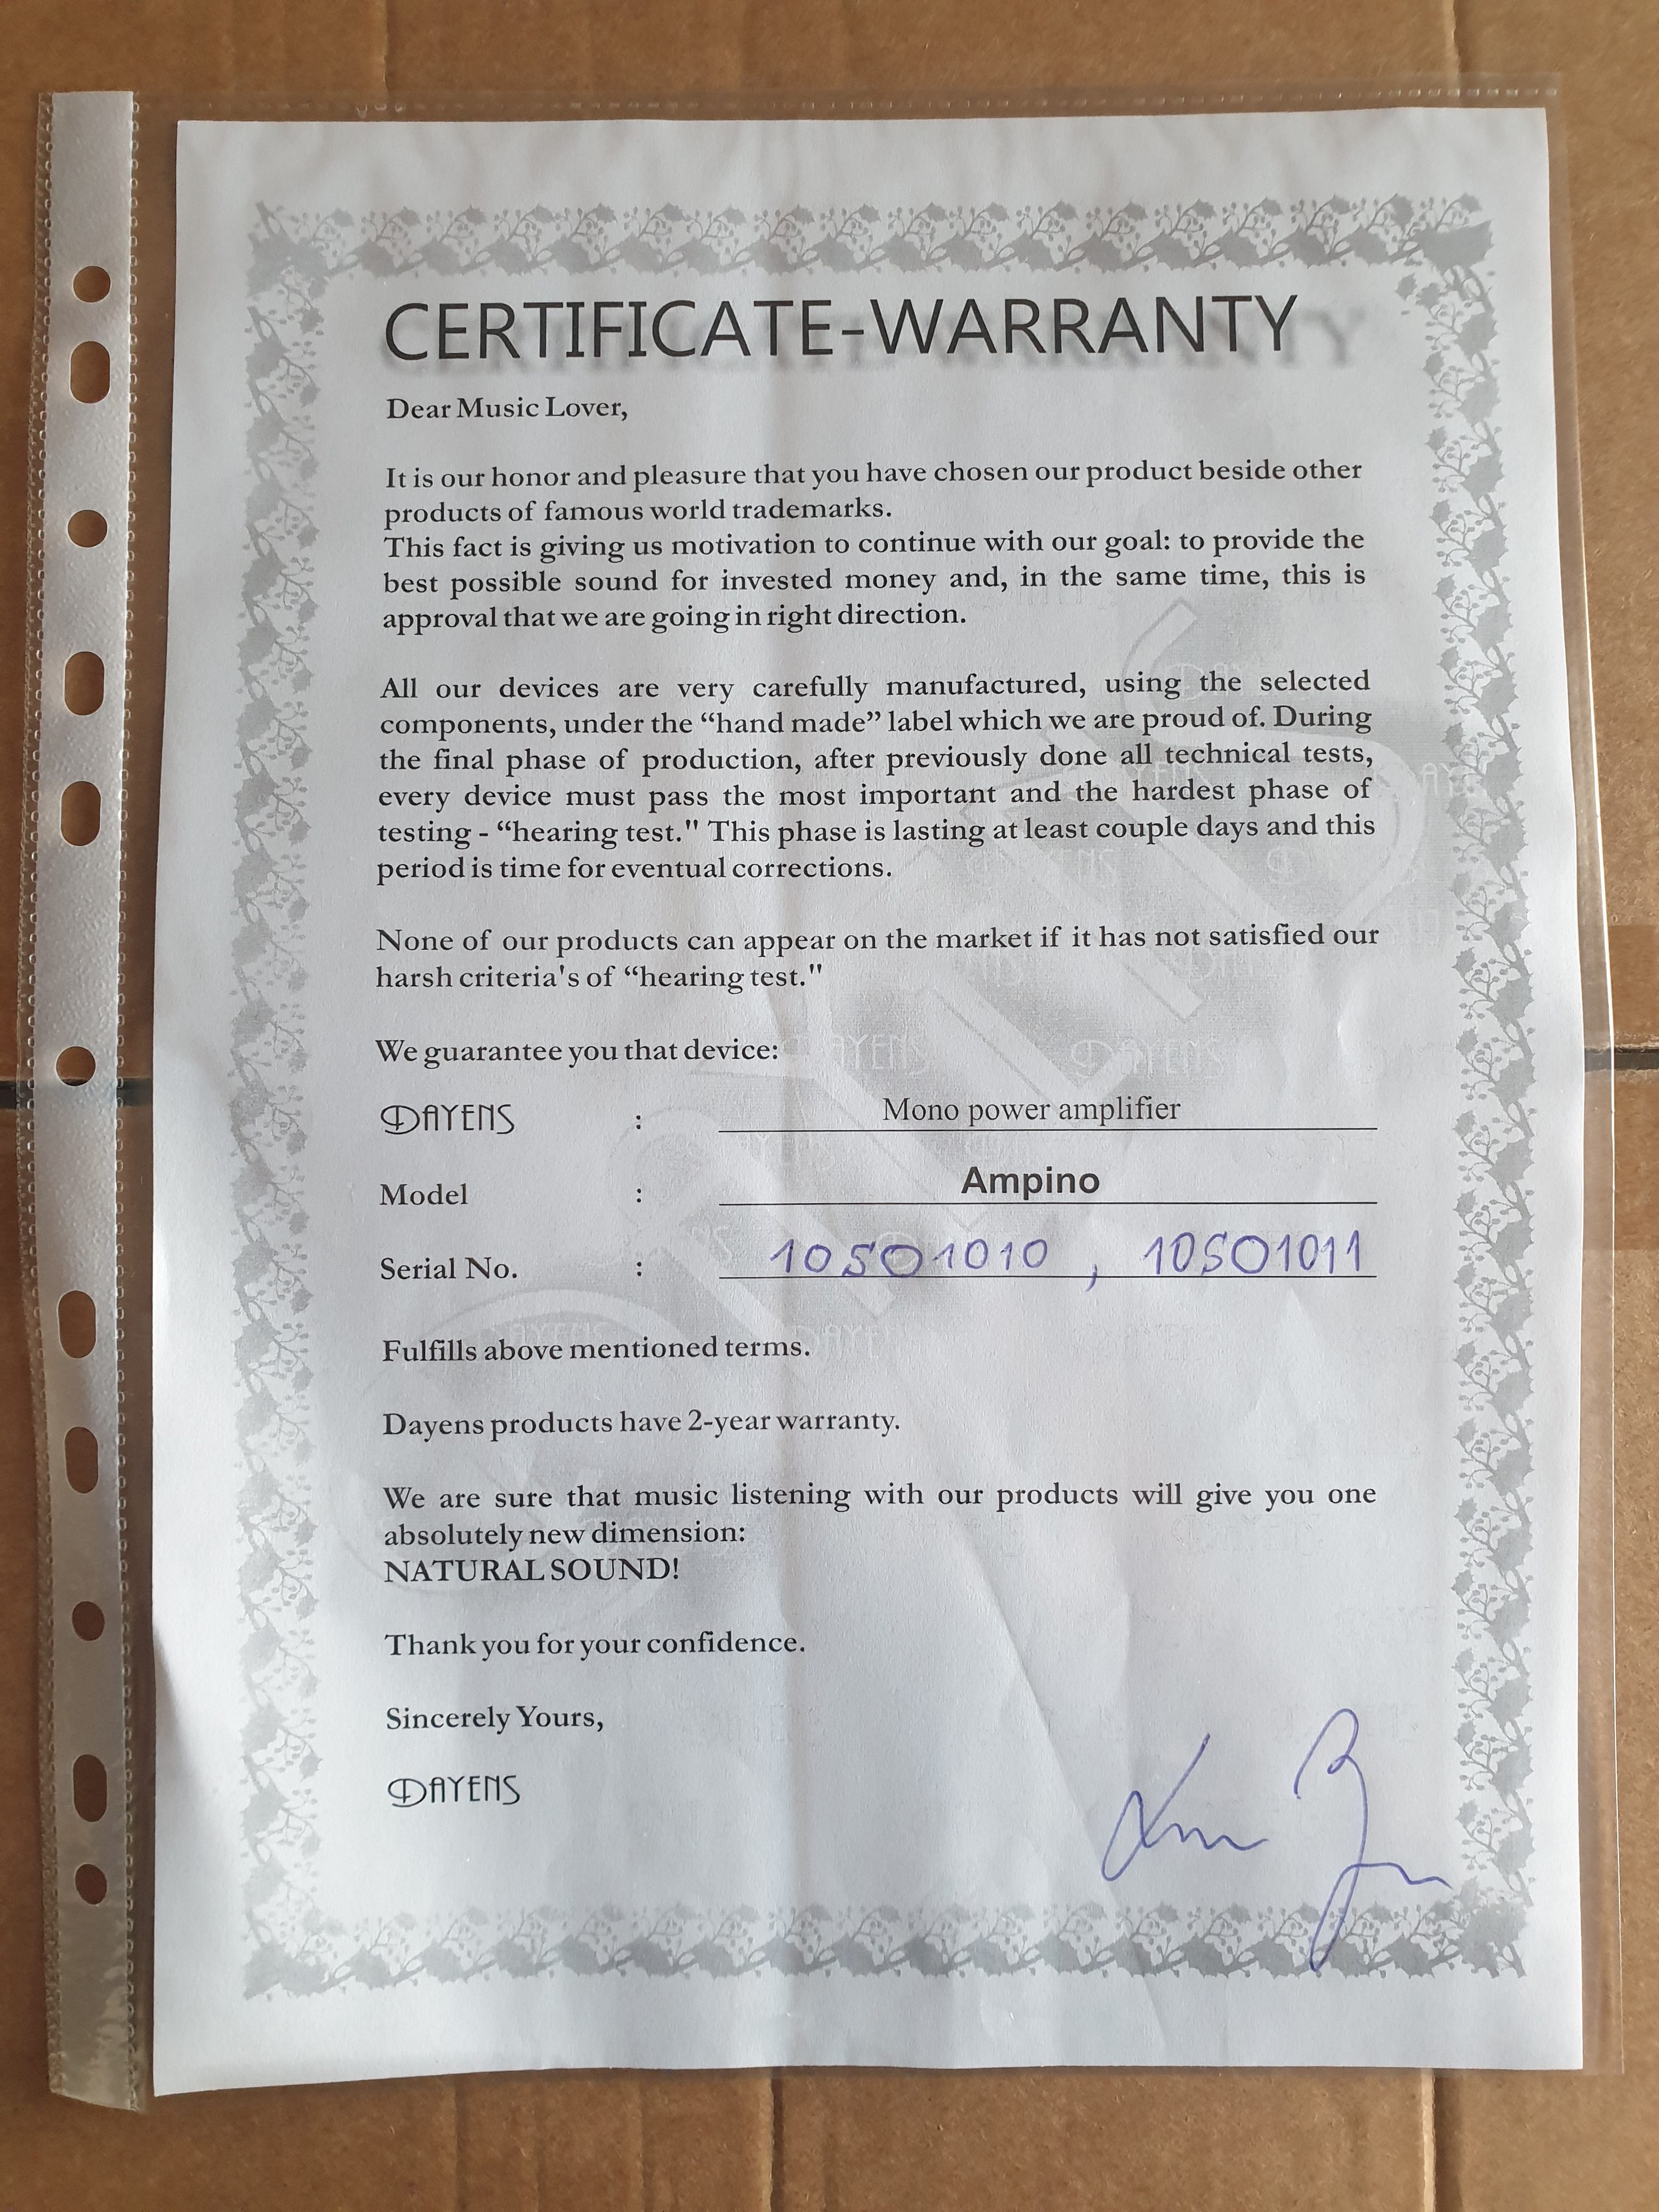 CERTIFICATE-WARRANTY
Dear Music Lover,
It is our honor and pleasure that you have chosen our product beside other
products of famous world trademarks.
This fact is giving us motivation to continue with our goal: to provide the
best possible sound for invested money and, in the same time, this is
approval that we are going in right direction.
All our devices are very carefully manufactured, using the selected
components, under the “hand made” label which we are proud of. During
the final phase of production, after previously done all technical tests,
every device must pass the most important and the hardest phase of
testing - “hearing test." This phase is lasting at least couple days and this
period is time for eventual corrections.
None of our products can appear on the market if it has not satisfied our
harsh criteria's of “hearing test."
We guarantee you that device:
DAYENS : Mono power amplifier
Model : Ampino
Serial No. : 10SO1010 , 10SO1011
Fulfills above mentioned terms.
Dayens products have 2-year warranty.
We are sure that music listening with our products will give you one
absolutely new dimension:
NATURAL SOUND!
Thank you for your confidence.
Sincerely Yours,
DAYENS